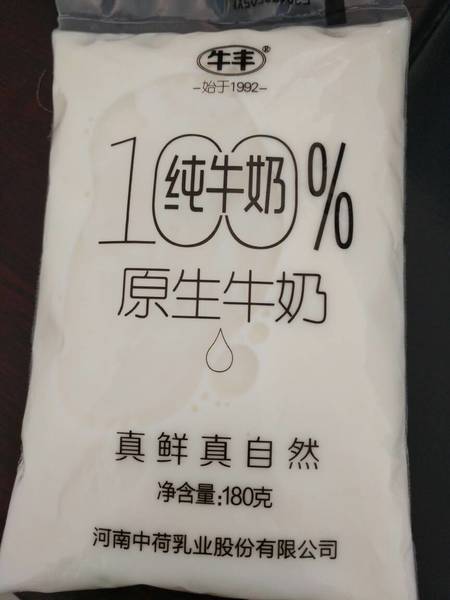 牛丰®
-始于1992-
100%
纯牛奶
原生牛奶
真鲜真自然
净含量:180克
河南中荷乳业股份有限公司